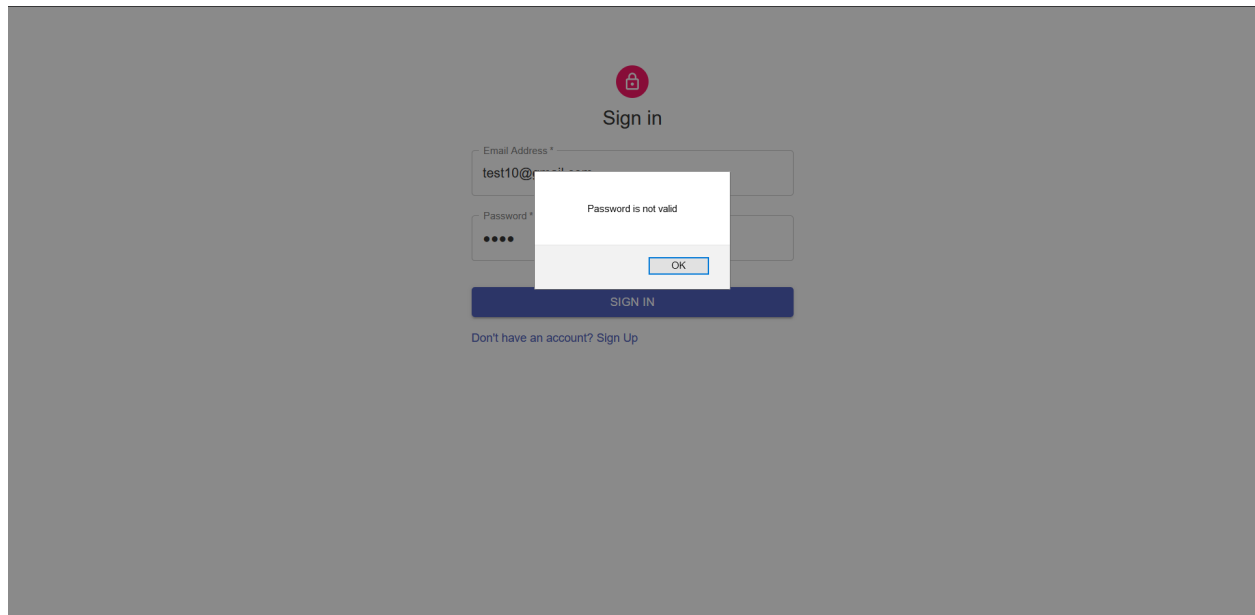 Sign in
Email Address *
test10@
Password *
Password is not valid
OK
SIGN IN
Don't have an account? Sign Up